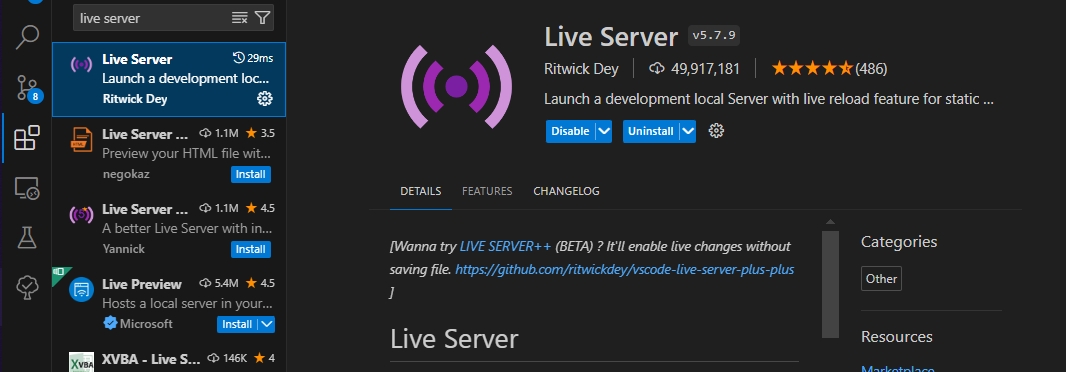 live server
Live Server
29ms
Launch a development loc...
Ritwick Dey
Live Server ...
1.1M
3.5
Preview your HTML file wit...
negokaz
Install
Live Server ...
1.1M
4.5
A better Live Server with in...
Yannick
Install
Live Preview
5.4M
4.5
Hosts a local server in your...
Microsoft
Install
XVBA - Live S...
146K
4
XVBA
8
Live Server
v5.7.9
Ritwick Dey
49,917,181
(486)
Launch a development local Server with live reload feature for static ...
Disable
Uninstall
DETAILS
FEATURES
CHANGELOG
[Wanna try LIVE SERVER++ (BETA) ? It'll enable live changes without
saving file. https://github.com/ritwickdey/vscode-live-server-plus-plus
]
Live Server
Categories
Other
Resources
Marketplace